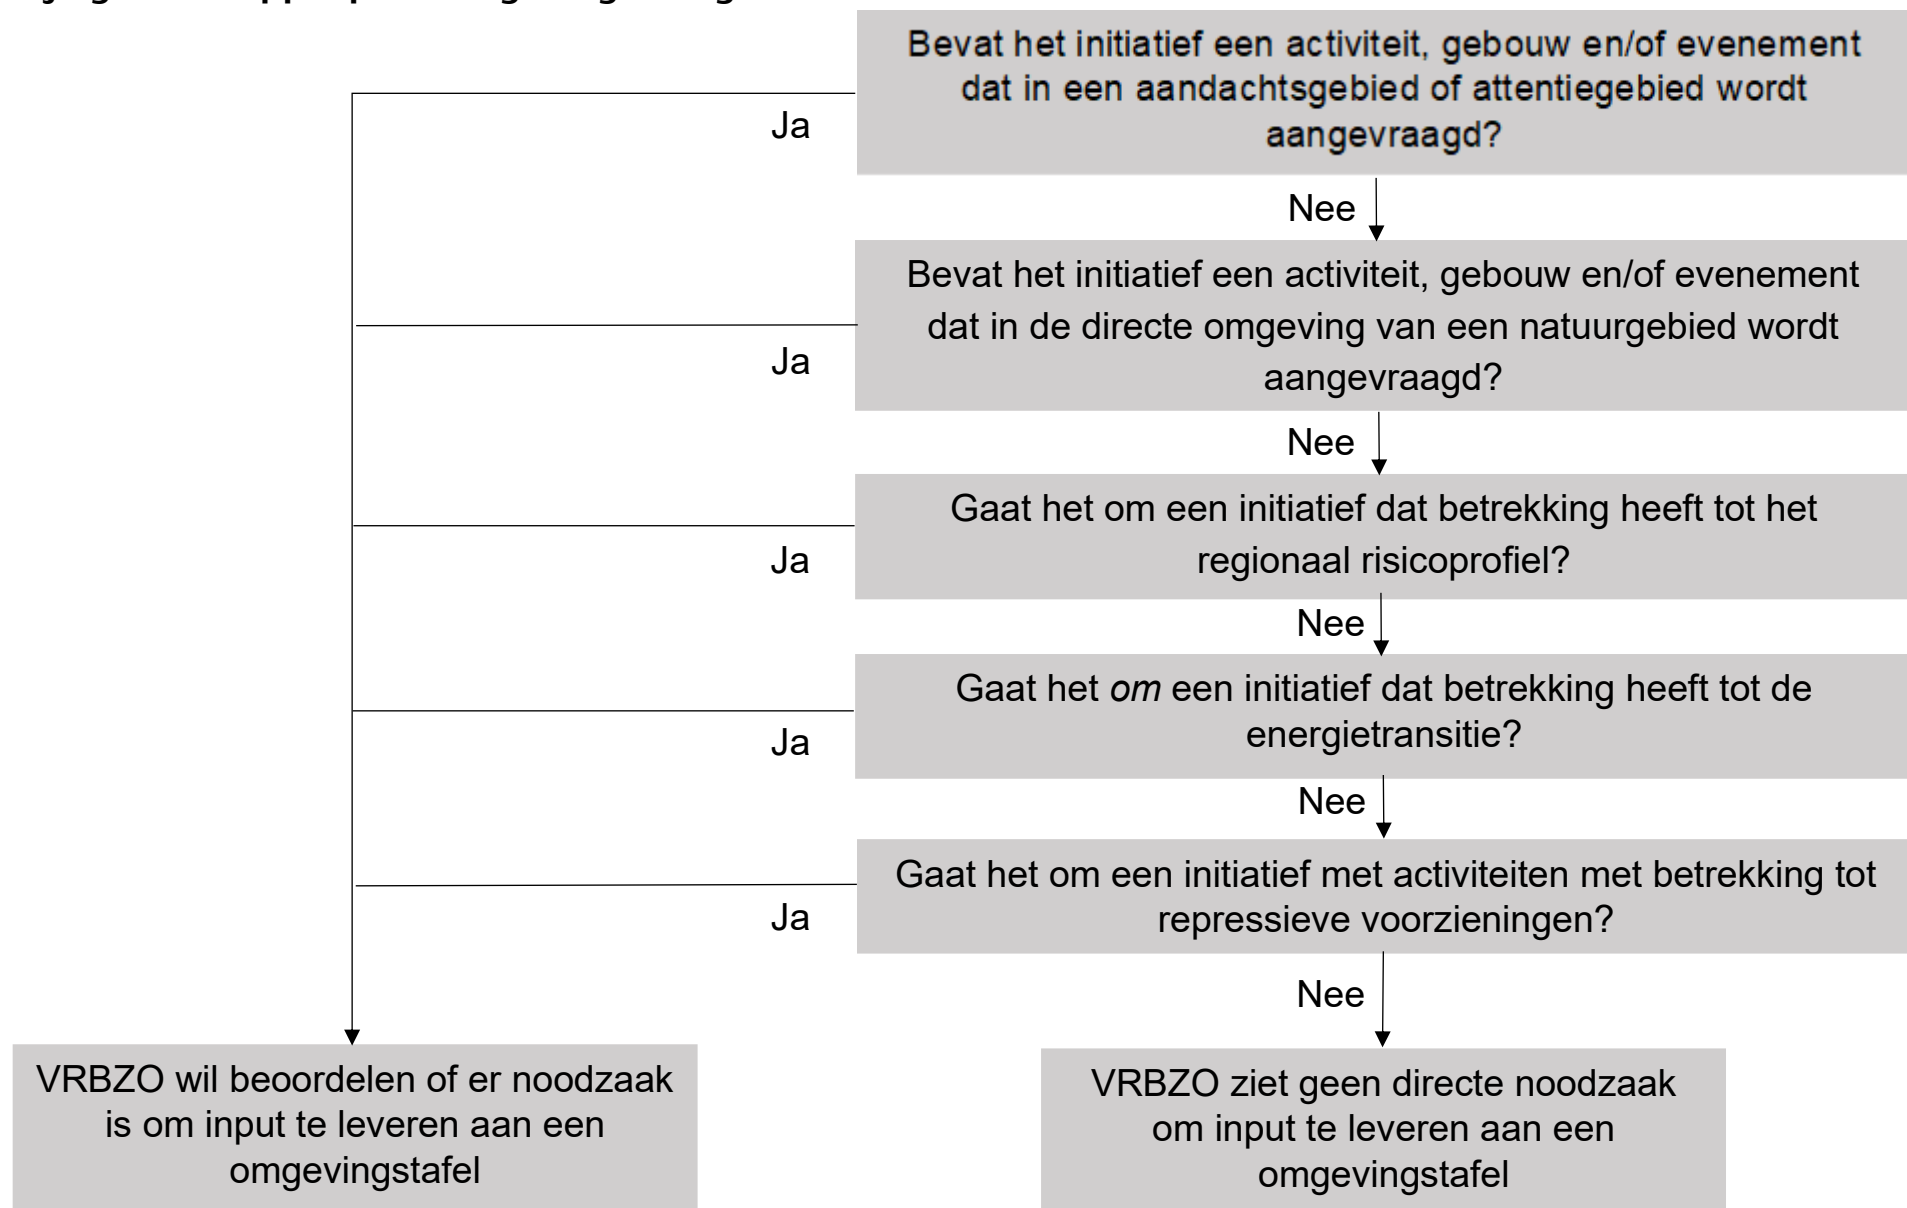 Bevat het initiatief een activiteit, gebouw en/of evenement
dat in een aandachtsgebied of attentiegebied wordt
aangevraagd?
Ja
Nee
Bevat het initiatief een activiteit, gebouw en/of evenement
dat in de directe omgeving van een natuurgebied wordt
aangevraagd?
Ja
Nee
Gaat het om een initiatief dat betrekking heeft tot het
regionaal risicoprofiel?
Ja
Nee
Gaat het om een initiatief dat betrekking heeft tot de
energietransitie?
Ja
Nee
Gaat het om een initiatief met activiteiten met betrekking tot
repressieve voorzieningen?
Ja
Nee
VRBZO wil beoordelen of er noodzaak
is om input te leveren aan een
omgevingstafel
VRBZO ziet geen directe noodzaak
om input te leveren aan een
omgevingstafel